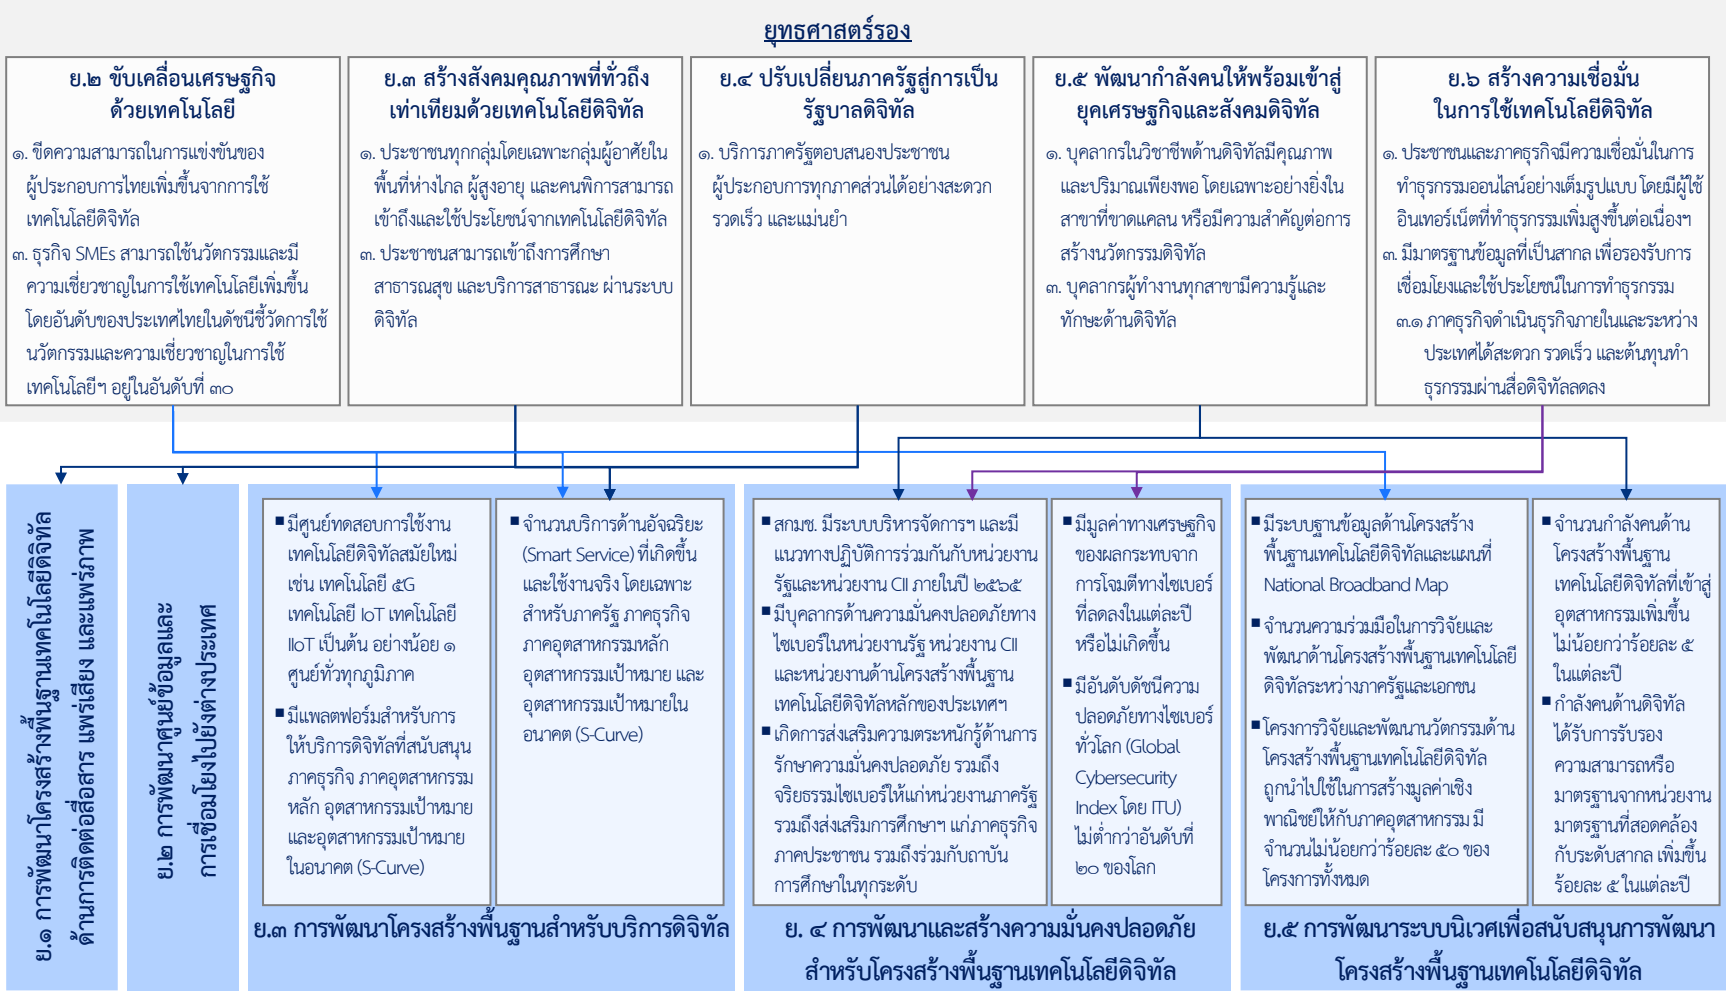 ยุทธศาสตร์รอง
ย.๒ ขับเคลื่อนเศรษฐกิจ
ด้วยเทคโนโลยี
๑. ขีดความสามารถในการแข่งขันของ
ผู้ประกอบการไทยเพิ่มขึ้นจากการใช้
เทคโนโลยีดิจิทัล
๓. ธุรกิจ SMEs สามารถใช้นวัตกรรมและมี
ความเชี่ยวชาญในการใช้เทคโนโลยีเพิ่มขึ้น
โดยอันดับของประเทศไทยในดัชนีชี้วัดการใช้
นวัตกรรมและความเชี่ยวชาญในการใช้
เทคโนโลยีฯ อยู่ในอันดับที่ ๓๐
ย.๓ สร้างสังคมคุณภาพที่ทั่วถึง
เท่าเทียมด้วยเทคโนโลยีดิจิทัล
๑. ประชาชนทุกกลุ่มโดยเฉพาะกลุ่มผู้อาศัยใน
พื้นที่ห่างไกล ผู้สูงอายุ และคนพิการสามารถ
เข้าถึงและใช้ประโยชน์จากเทคโนโลยีดิจิทัล
๓. ประชาชนสามารถเข้าถึงการศึกษา
สาธารณสุข และบริการสาธารณะ ผ่านระบบ
ดิจิทัล
ย.๔ ปรับเปลี่ยนภาครัฐสู่การเป็น
รัฐบาลดิจิทัล
๑. บริการภาครัฐตอบสนองประชาชน
ผู้ประกอบการทุกภาคส่วนได้อย่างสะดวก
รวดเร็ว และแม่นยำ
ย.๕ พัฒนากำลังคนให้พร้อมเข้าสู่
ยุคเศรษฐกิจและสังคมดิจิทัล
๑. บุคลากรในวิชาชีพด้านดิจิทัลมีคุณภาพ
และปริมาณเพียงพอ โดยเฉพาะอย่างยิ่งใน
สาขาที่ขาดแคลน หรือมีความสำคัญต่อการ
สร้างนวัตกรรมดิจิทัล
๓. บุคลากรผู้ทำงานทุกสาขามีความรู้และ
ทักษะด้านดิจิทัล
ย.๖ สร้างความเชื่อมั่น
ในการใช้เทคโนโลยีดิจิทัล
๑. ประชาชนและภาคธุรกิจมีความเชื่อมั่นในการ
ทำธุรกรรมออนไลน์อย่างเต็มรูปแบบ โดยมีผู้ใช้
อินเทอร์เน็ตที่ทำธุรกรรมเพิ่มสูงขึ้นต่อเนื่องฯ
๓. มีมาตรฐานข้อมูลที่เป็นสากล เพื่อรองรับการ
เชื่อมโยงและใช้ประโยชน์ในการทำธุรกรรม
๓.๑ ภาคธุรกิจดำเนินธุรกิจภายในและระหว่าง
ประเทศได้สะดวก รวดเร็ว และต้นทุนทำ
ธุรกรรมผ่านสื่อดิจิทัลลดลง
ย.๑ การพัฒนาโครงสร้างพื้นฐานเทคโนโลยีดิจิทัล
ด้านการติดต่อสื่อสาร แพร่เสียง และแพร่ภาพ
ย.๒ การพัฒนาศูนย์ข้อมูลและ
การเชื่อมโยงไปยังต่างประเทศ
▪ มีศูนย์ทดสอบการใช้งาน
เทคโนโลยีดิจิทัลสมัยใหม่
เช่น เทคโนโลยี ๕G
เทคโนโลยี IoT เทคโนโลยี
IIoT เป็นต้น อย่างน้อย ๑
ศูนย์ทั่วทุกภูมิภาค
▪ มีแพลตฟอร์มสำหรับการ
ให้บริการดิจิทัลที่สนับสนุน
ภาคธุรกิจ ภาคอุตสาหกรรม
หลัก อุตสาหกรรมเป้าหมาย
และอุตสาหกรรมเป้าหมาย
ในอนาคต (S-Curve)
▪ จำนวนบริการด้านอัจฉริยะ
(Smart Service) ที่เกิดขึ้น
และใช้งานจริง โดยเฉพาะ
สำหรับภาครัฐ ภาคธุรกิจ
ภาคอุตสาหกรรมหลัก
อุตสาหกรรมเป้าหมาย และ
อุตสาหกรรมเป้าหมายใน
อนาคต (S-Curve)
ย.๓ การพัฒนาโครงสร้างพื้นฐานสำหรับบริการดิจิทัล
▪ สกมช. มีระบบบริหารจัดการฯ และมี
แนวทางปฏิบัติการร่วมกันกับหน่วยงาน
รัฐและหน่วยงาน CII ภายในปี ๒๕๖๕
▪ มีบุคลากรด้านความมั่นคงปลอดภัยทาง
ไซเบอร์ในหน่วยงานรัฐ หน่วยงาน CII
และหน่วยงานด้านโครงสร้างพื้นฐาน
เทคโนโลยีดิจิทัลหลักของประเทศฯ
▪ เกิดการส่งเสริมความตระหนักรู้ด้านการ
รักษาความมั่นคงปลอดภัย รวมถึง
จริยธรรมไซเบอร์ให้แก่หน่วยงานภาครัฐ
รวมถึงส่งเสริมการศึกษาฯ แก่ภาคธุรกิจ
ภาคประชาชน รวมถึงร่วมกับถาบัน
การศึกษาในทุกระดับ
▪ มีมูลค่าทางเศรษฐกิจ
ของผลกระทบจาก
การโจมตีทางไซเบอร์
ที่ลดลงในแต่ละปี
หรือไม่เกิดขึ้น
▪ มีอันดับดัชนีความ
ปลอดภัยทางไซเบอร์
ทั่วโลก (Global
Cybersecurity
Index โดย ITU)
ไม่ต่ำกว่าอันดับที่
๒๐ ของโลก
ย. ๔ การพัฒนาและสร้างความมั่นคงปลอดภัย
สำหรับโครงสร้างพื้นฐานเทคโนโลยีดิจิทัล
▪ มีระบบฐานข้อมูลด้านโครงสร้าง
พื้นฐานเทคโนโลยีดิจิทัลและแผนที่
National Broadband Map
▪ จำนวนความร่วมมือในการวิจัยและ
พัฒนาด้านโครงสร้างพื้นฐานเทคโนโลยี
ดิจิทัลระหว่างภาครัฐและเอกชน
▪ โครงการวิจัยและพัฒนานวัตกรรมด้าน
โครงสร้างพื้นฐานเทคโนโลยีดิจิทัล
ถูกนำไปใช้ในการสร้างมูลค่าเชิง
พาณิชย์ให้กับภาคอุตสาหกรรม มี
จำนวนไม่น้อยกว่าร้อยละ ๕๐ ของ
โครงการทั้งหมด
▪ จำนวนกำลังคนด้าน
โครงสร้างพื้นฐาน
เทคโนโลยีดิจิทัลที่เข้าสู่
อุตสาหกรรมเพิ่มขึ้น
ไม่น้อยกว่าร้อยละ ๕
ในแต่ละปี
▪ กำลังคนด้านดิจิทัล
ได้รับการรับรอง
ความสามารถหรือ
มาตรฐานจากหน่วยงาน
มาตรฐานที่สอดคล้อง
กับระดับสากล เพิ่มขึ้น
ร้อยละ ๕ ในแต่ละปี
ย.๕ การพัฒนาระบบนิเวศเพื่อสนับสนุนการพัฒนา
โครงสร้างพื้นฐานเทคโนโลยีดิจิทัล